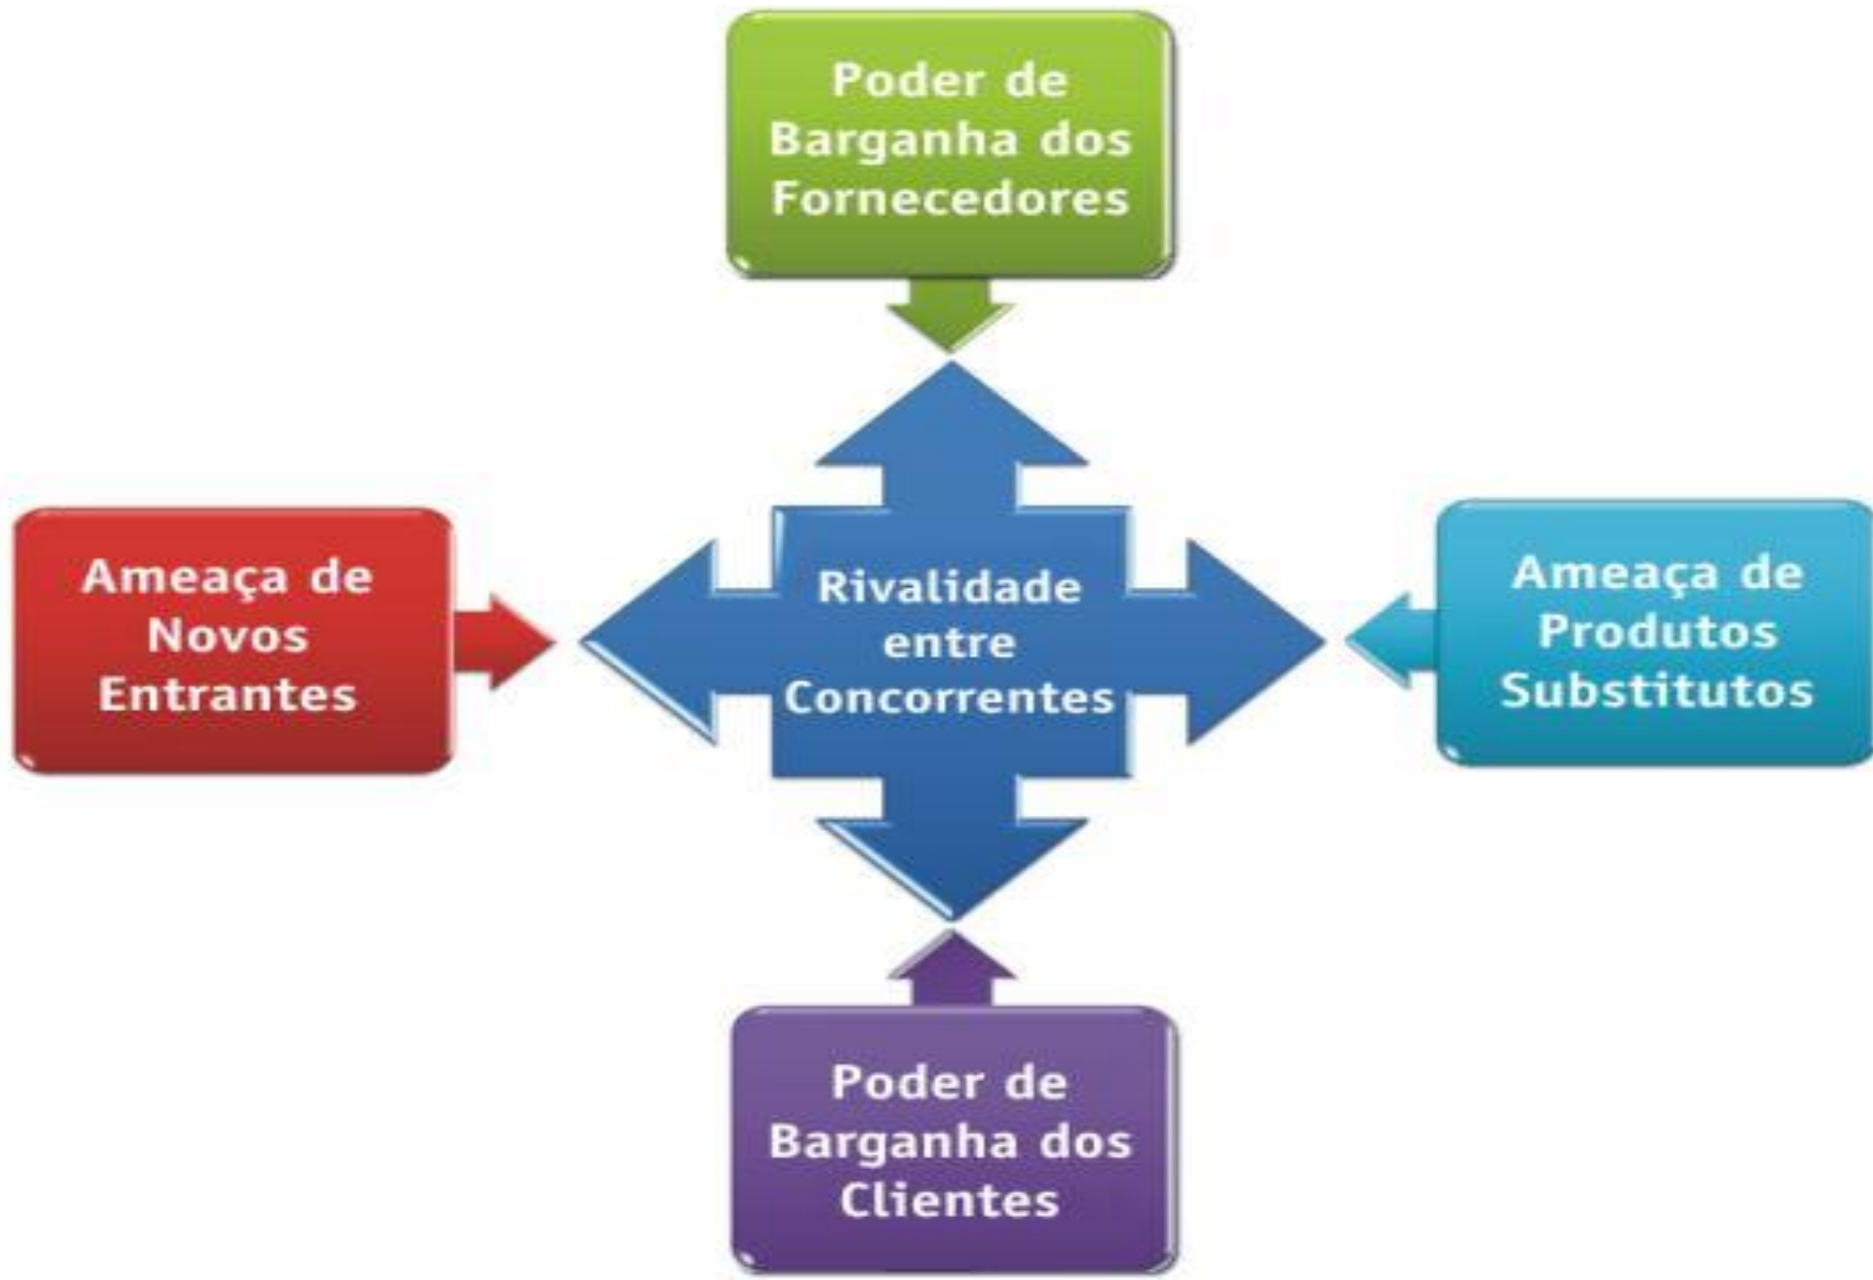 Poder de
Barganha dos
Fornecedores
Ameaça de
Novos
Entrantes
Rivalidade
entre
Concorrentes
Ameaça de
Produtos
Substitutos
Poder de
Barganha dos
Clientes